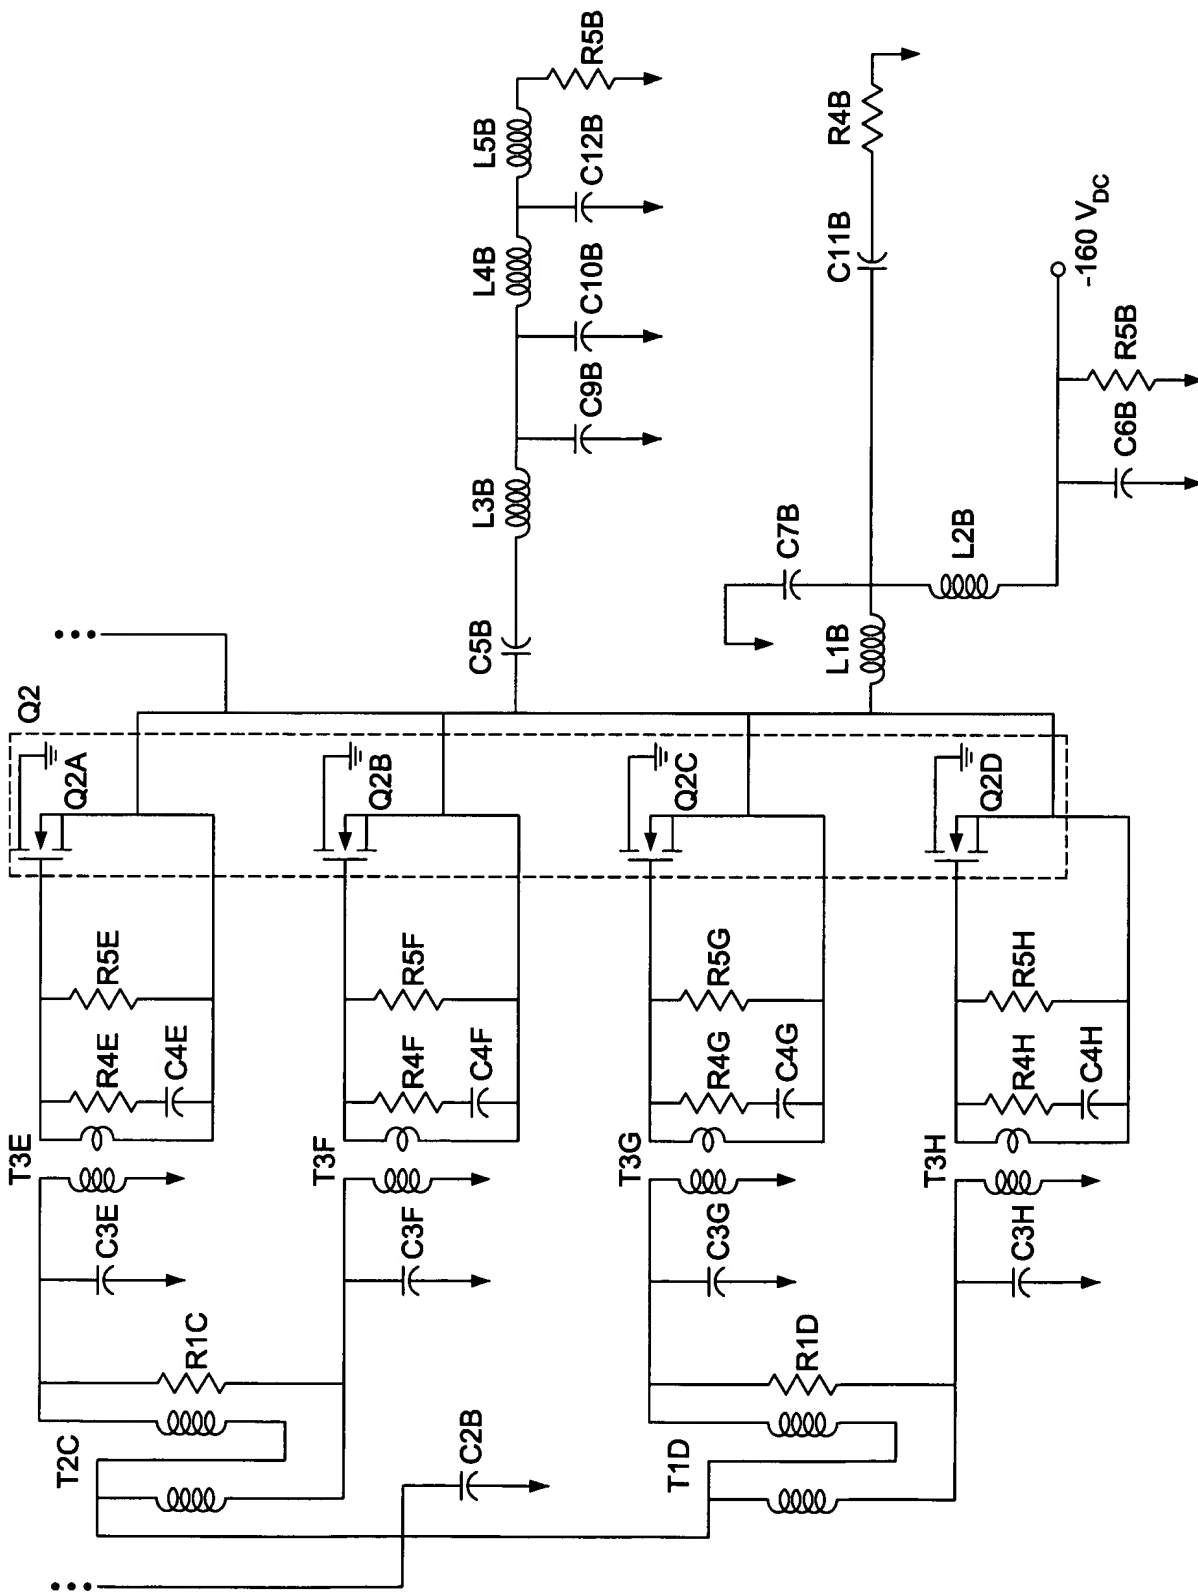 Q2
T3E
R4E
R5E
C4E
Q2A
C3E
R1C
T2C
T3F
R4F
R5F
C4F
Q2B
C3F
C2B
C5B
L3B
L4B
L5B
C9B
C10B
C12B
R5B
T3G
R4G
R5G
C4G
Q2C
C3G
R1D
T1D
T3H
R4H
R5H
C4H
Q2D
C3H
C7B
L1B
C11B
R4B
L2B
-160 VDC
C6B
R5B